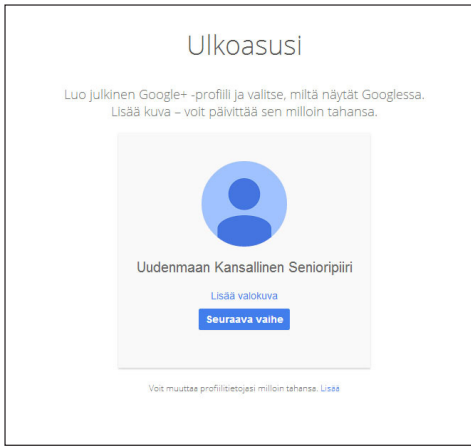 Ulkoasusi
Luo julkinen Google+ -profiili ja valitse, miltä näytät Googlessa.
Lisää kuva – voit päivittää sen milloin tahansa.
Uudenmaan Kansallinen Senioripiiri
Lisää valokuva
Seuraava vaihe
Voit muuttaa profiilitietojasi milloin tahansa. Lisää